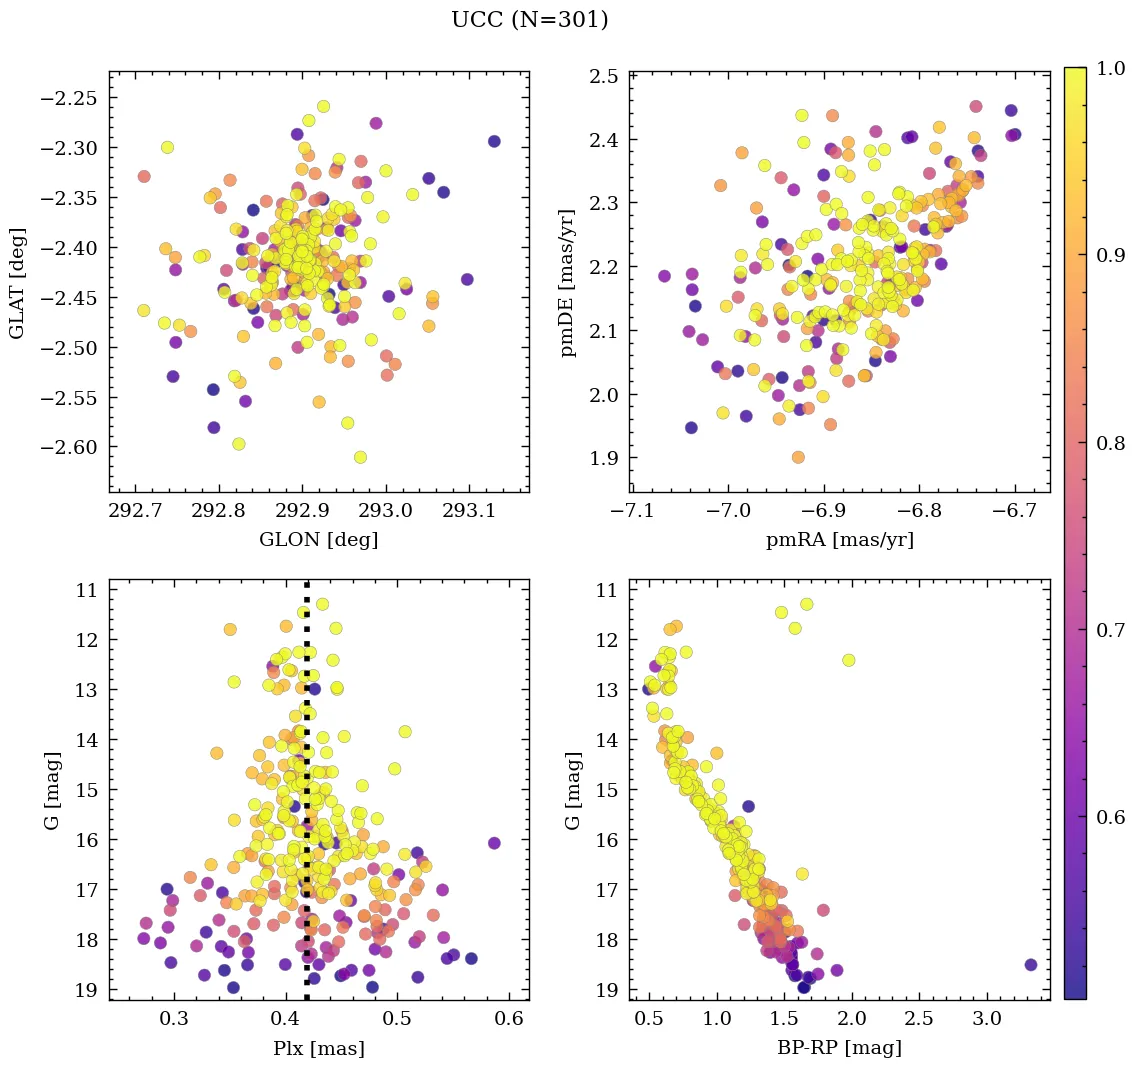 UCC (N=301)
−2.25
−2.30
−2.35
−2.40
−2.45
−2.50
−2.55
−2.60
GLAT [deg]
292.7 292.8 292.9 293.0 293.1
GLON [deg]
2.5
2.4
2.3
2.2
2.1
2.0
1.9
pmDE [mas/yr]
−7.1 −7.0 −6.9 −6.8 −6.7
pmRA [mas/yr]
1.0
0.9
0.8
0.7
0.6
11
12
13
14
15
16
17
18
19
G [mag]
0.3 0.4 0.5 0.6
Plx [mas]
11
12
13
14
15
16
17
18
19
G [mag]
0.5 1.0 1.5 2.0 2.5 3.0
BP-RP [mag]